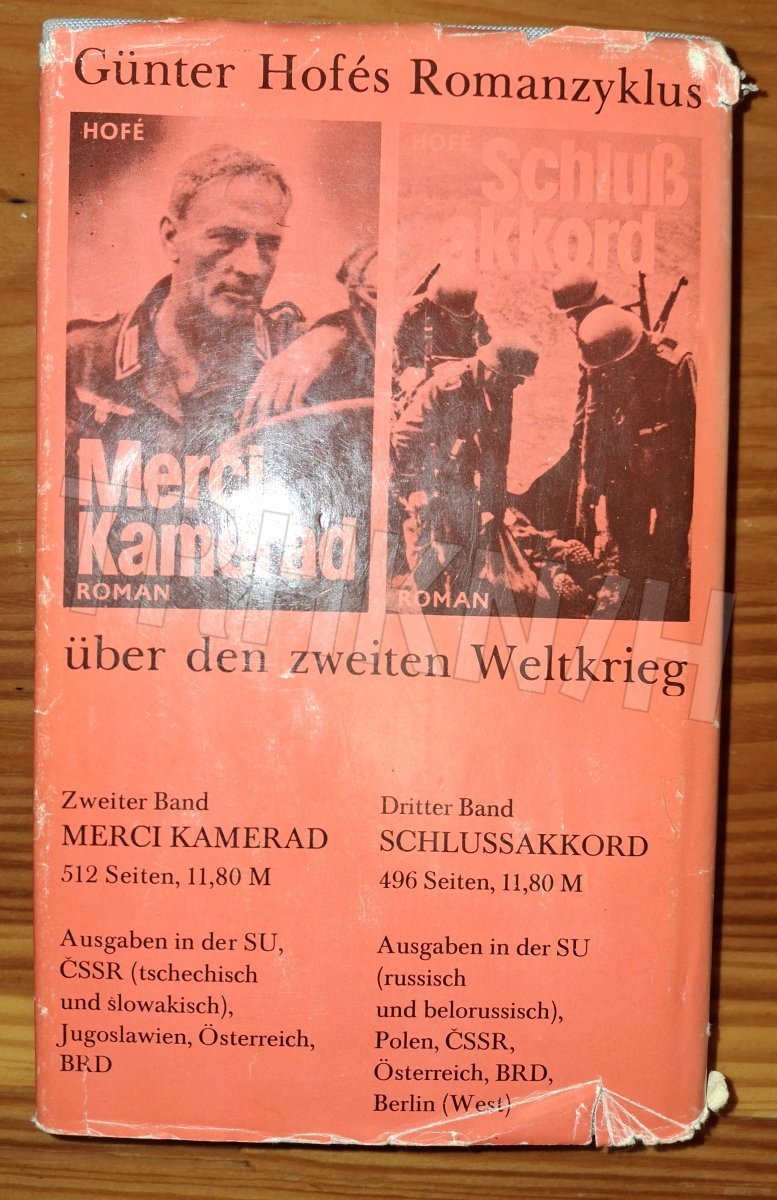 Günter Hofés Romanzyklus
HOFÉ
Merci
Kamerad
ROMAN
HOFÉ
Schluß
akkord
ROMAN
über den zweiten Weltkrieg
Zweiter Band
MERCI KAMERAD
512 Seiten, 11,80 M
Ausgaben in der SU,
ČSSR (tschechisch
und slowakisch),
Jugoslawien, Österreich,
BRD
Dritter Band
SCHLUSSAKKORD
496 Seiten, 11,80 M
Ausgaben in der SU
(russisch
und belorussisch),
Polen, ČSSR,
Österreich, BRD,
Berlin (West)